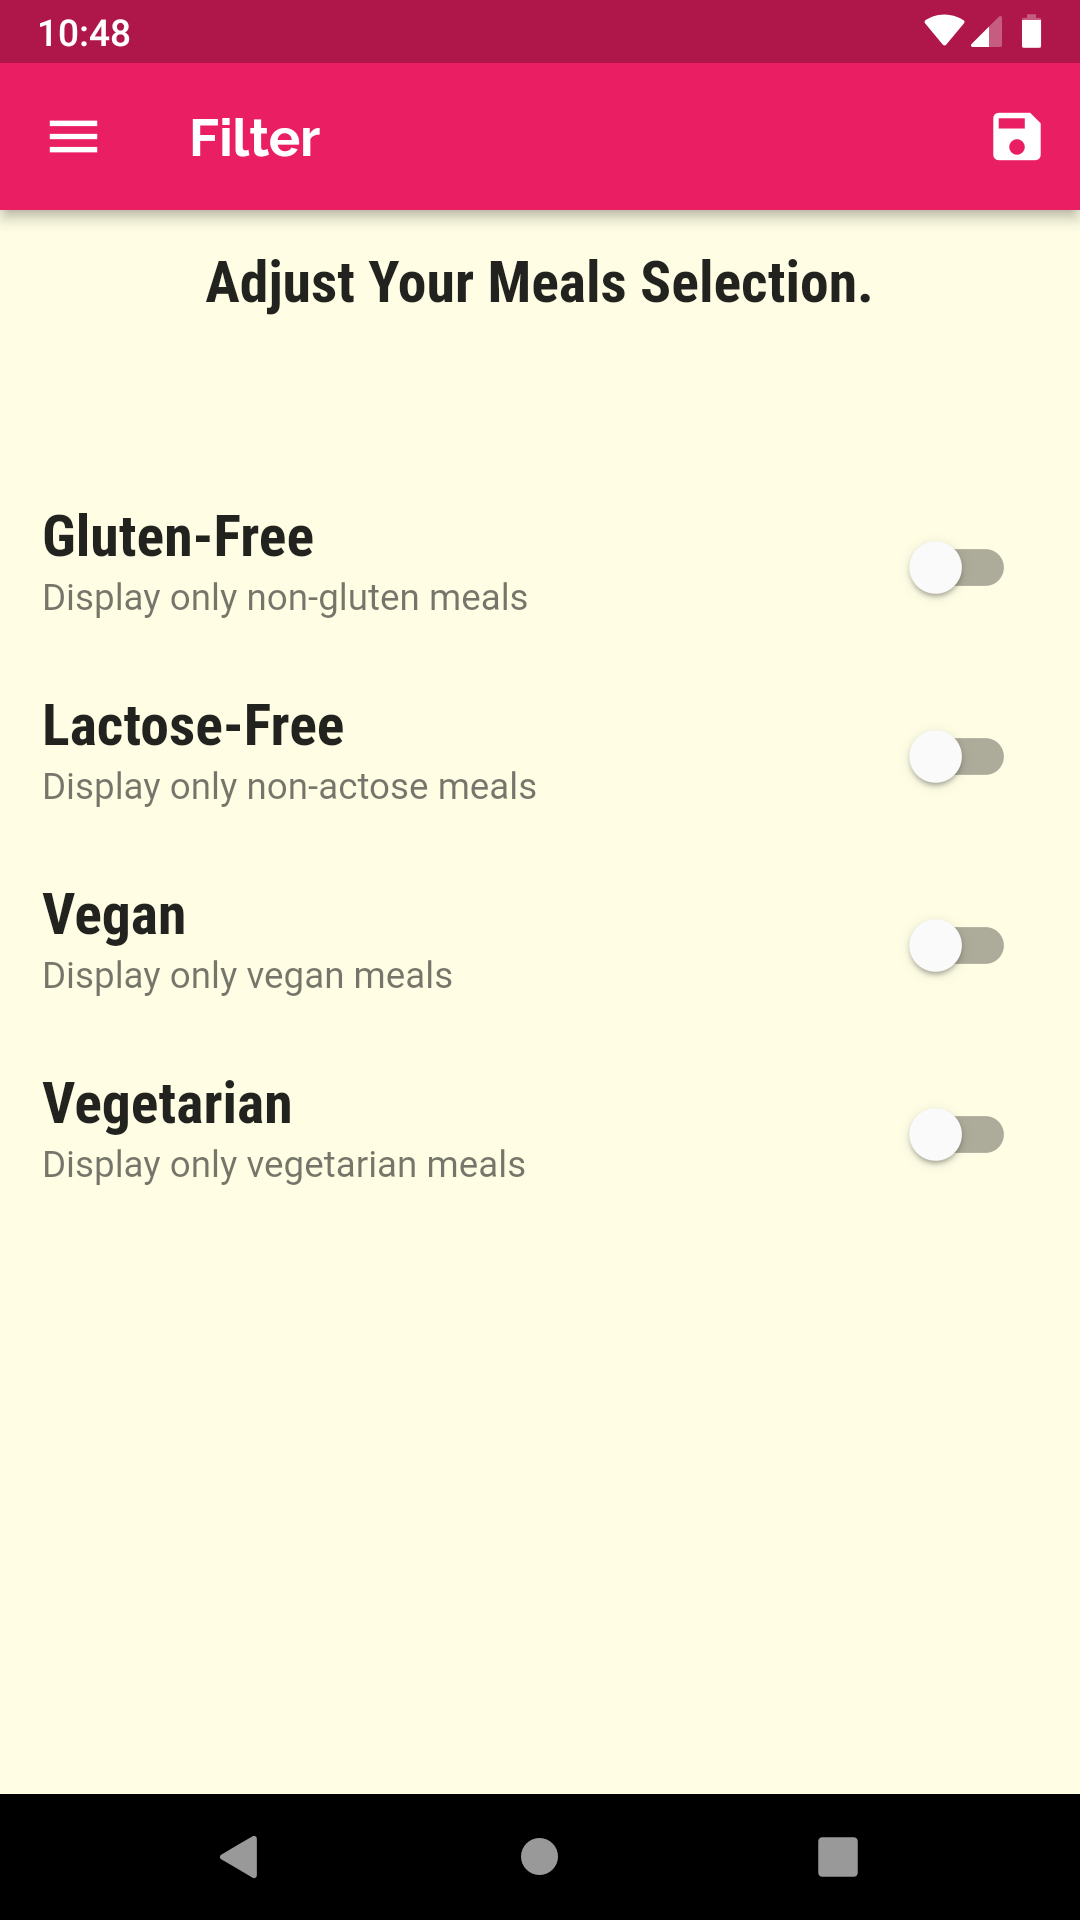 10:48
Filter
Adjust Your Meals Selection.
Gluten-Free
Display only non-gluten meals
Lactose-Free
Display only non-actose meals
Vegan
Display only vegan meals
Vegetarian
Display only vegetarian meals